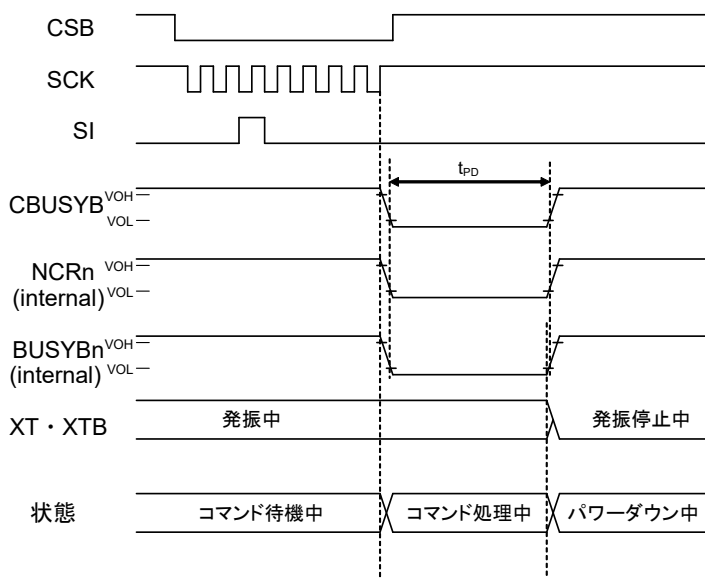 CSB
SCK
SI
tPD
CBUSYB
VOH
VOL
NCRn
(internal)
VOH
VOL
BUSYBn
(internal)
VOH
VOL
XT・XTB
発振中
発振停止中
状態
コマンド待機中
コマンド処理中
パワーダウン中